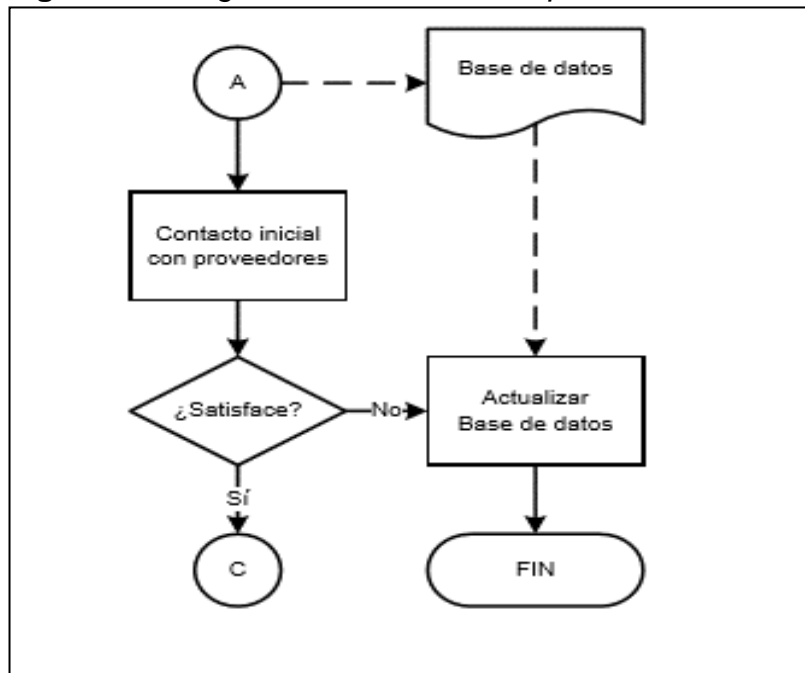 A
Base de datos
Contacto inicial
con proveedores
¿Satisface?
No
Actualizar
Base de datos
Sí
C
FIN